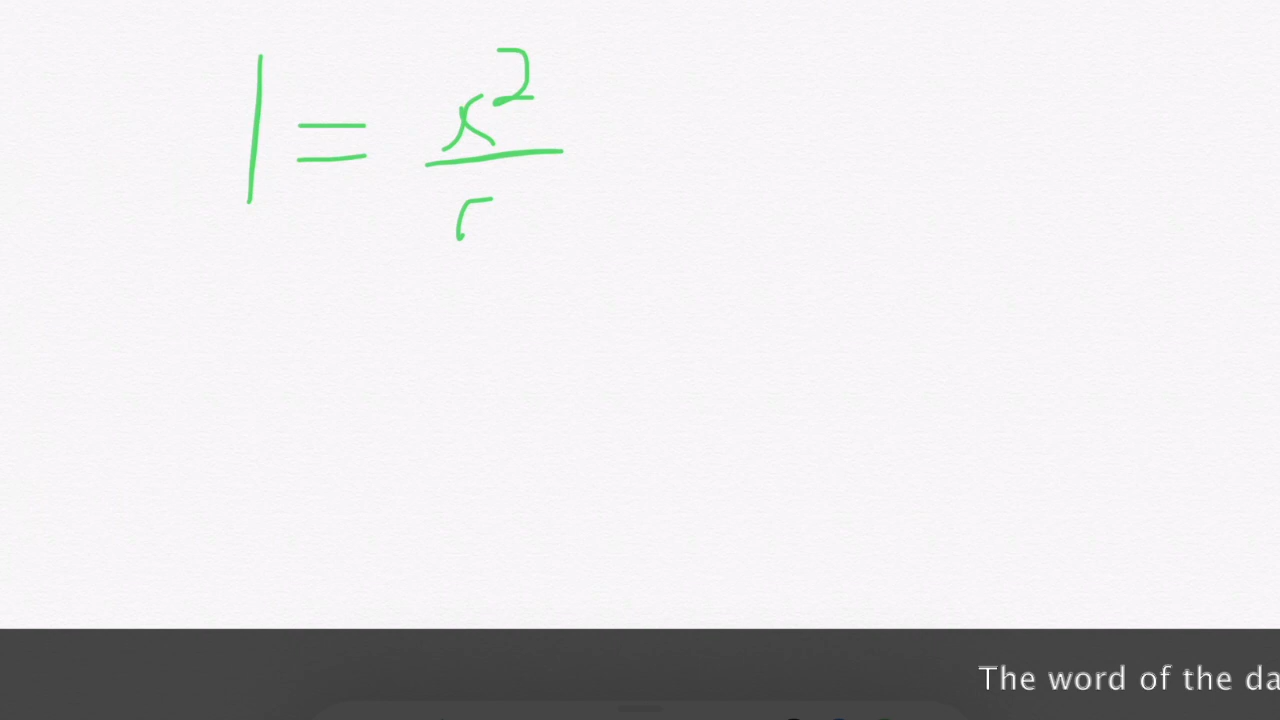 1 = x²/r
The word of the da